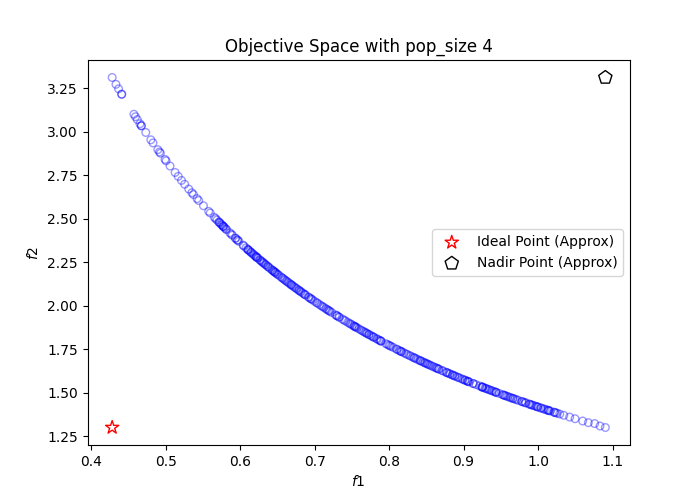 Objective Space with pop_size 4
3.25
3.00
2.75
2.50
2.25
2.00
1.75
1.50
1.25
f2
Ideal Point (Approx)
Nadir Point (Approx)
0.4 0.5 0.6 0.7 0.8 0.9 1.0 1.1
f1